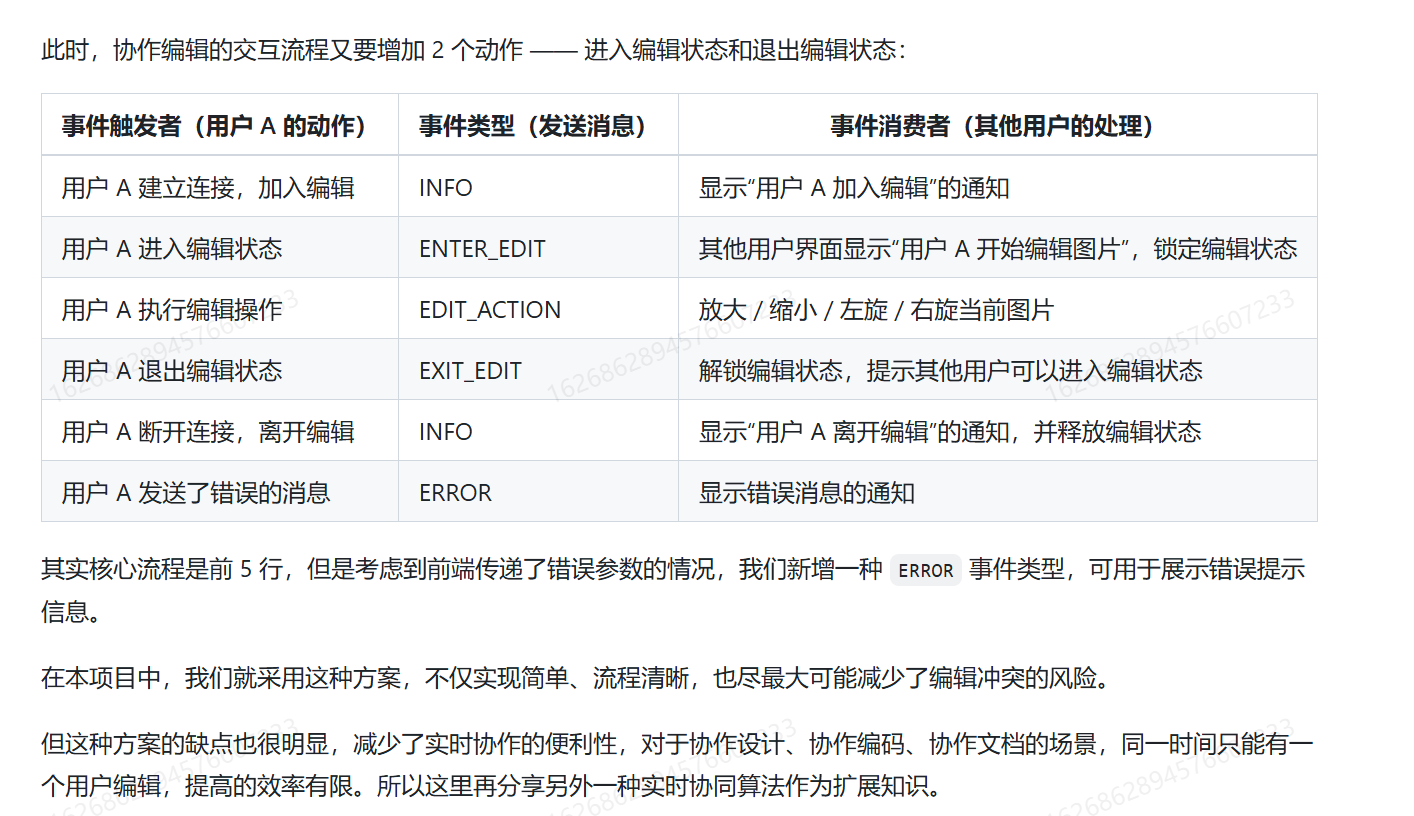 此时，协作编辑的交互流程又要增加 2 个动作 —— 进入编辑状态和退出编辑状态：
事件触发者（用户 A 的动作） 事件类型（发送消息） 事件消费者（其他用户的处理）
用户 A 建立连接，加入编辑 INFO 显示“用户 A 加入编辑”的通知
用户 A 进入编辑状态 ENTER_EDIT 其他用户界面显示“用户 A 开始编辑图片”，锁定编辑状态
用户 A 执行编辑操作 EDIT_ACTION 放大 / 缩小 / 左旋 / 右旋当前图片
用户 A 退出编辑状态 EXIT_EDIT 解锁编辑状态，提示其他用户可以进入编辑状态
用户 A 断开连接，离开编辑 INFO 显示“用户 A 离开编辑”的通知，并释放编辑状态
用户 A 发送了错误的消息 ERROR 显示错误消息的通知
其实核心流程是前 5 行，但是考虑到前端传递了错误参数的情况，我们新增一种 ERROR 事件类型，可用于展示错误提示
信息。
在本项目中，我们就采用这种方案，不仅实现简单、流程清晰，也尽最大可能减少了编辑冲突的风险。
但这种方案的缺点也很明显，减少了实时协作的便利性，对于协作设计、协作编码、协作文档的场景，同一时间只能有一
个用户编辑，提高的效率有限。所以这里再分享另外一种实时协同算法作为扩展知识。
1626862894576607233
1626862894576607233
1626862894576607233
1626862894576607233
1626862894576607233
1626862894576607233